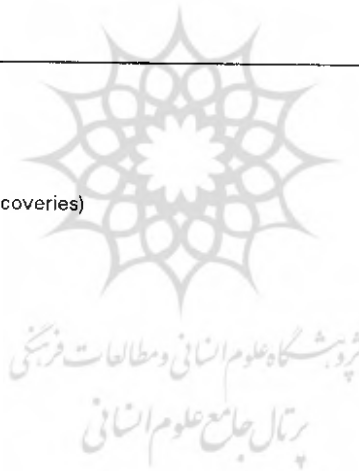 coveries)
پژوهشگاه علوم انسانی و مطالعات فرهنگی
پرتال جامع علوم انسانی